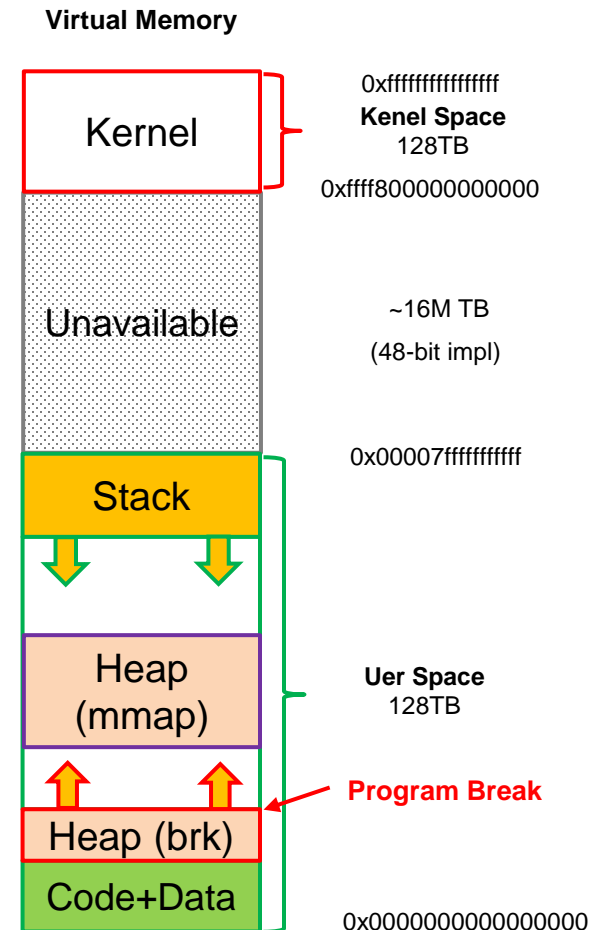 Virtual Memory
0xffffffffffffffff
Kernel
Kenel Space
128TB
0xffff800000000000
Unavailable
~16M TB
(48-bit impl)
0x00007fffffffffff
Stack
Heap
(mmap)
Uer Space
128TB
Program Break
Heap (brk)
Code+Data
0x0000000000000000